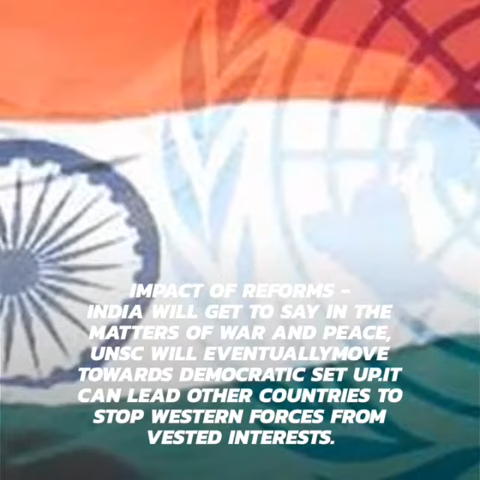 IMPACT OF REFORMS -
INDIA WILL GET TO SAY IN THE
MATTERS OF WAR AND PEACE,
UNSC WILL EVENTUALLYMOVE
TOWARDS DEMOCRATIC SET UP.IT
CAN LEAD OTHER COUNTRIES TO
STOP WESTERN FORCES FROM
VESTED INTERESTS.